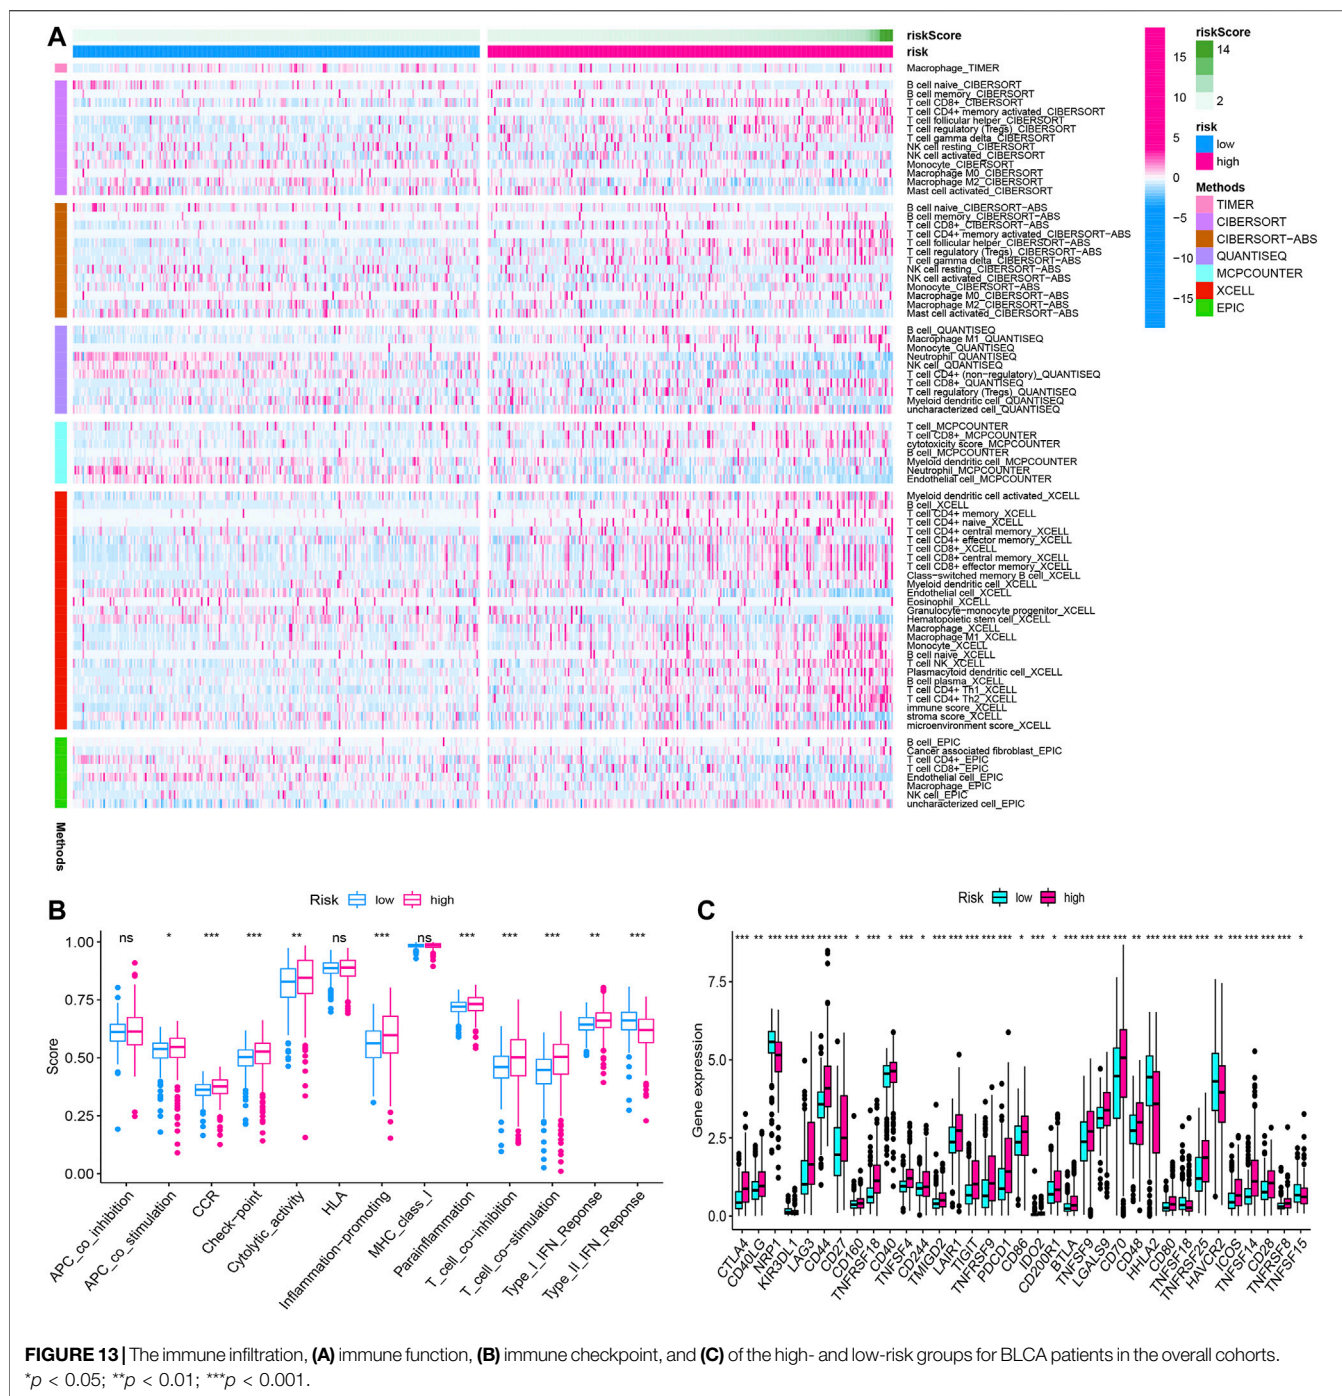 A
riskScore
risk
Macrophage_TIMER
B cell naive_CIBERSORT
B cell memory_CIBERSORT
T cell CD8+_CIBERSORT
T cell CD4+ memory activated_CIBERSORT
T cell follicular helper_CIBERSORT
T cell regulatory (Tregs)_CIBERSORT
T cell gamma delta_CIBERSORT
NK cell resting_CIBERSORT
NK cell activated_CIBERSORT
Monocyte_CIBERSORT
Macrophage M0_CIBERSORT
Macrophage M2_CIBERSORT
Mast cell activated_CIBERSORT
B cell naive_CIBERSORT-ABS
B cell memory_CIBERSORT-ABS
T cell CD8+_CIBERSORT-ABS
T cell CD4+ memory activated_CIBERSORT-ABS
T cell follicular helper_CIBERSORT-ABS
T cell regulatory (Tregs)_CIBERSORT-ABS
T cell gamma delta_CIBERSORT-ABS
NK cell resting_CIBERSORT-ABS
NK cell activated_CIBERSORT-ABS
Monocyte_CIBERSORT-ABS
Macrophage M0_CIBERSORT-ABS
Macrophage M2_CIBERSORT-ABS
Mast cell activated_CIBERSORT-ABS
B cell_QUANTISEQ
Macrophage M1_QUANTISEQ
Monocyte_QUANTISEQ
Neutrophil_QUANTISEQ
NK cell_QUANTISEQ
T cell CD4+ (non-regulatory)_QUANTISEQ
T cell CD8+_QUANTISEQ
T cell regulatory (Tregs)_QUANTISEQ
Myeloid dendritic cell_QUANTISEQ
uncharacterized cell_QUANTISEQ
T cell_MCPCOUNTER
T cell CD8+_MCPCOUNTER
cytotoxicity score_MCPCOUNTER
B cell_MCPCOUNTER
Myeloid dendritic cell_MCPCOUNTER
Neutrophil_MCPCOUNTER
Endothelial cell_MCPCOUNTER
Myeloid dendritic cell activated_XCELL
B cell_XCELL
T cell CD4+ memory_XCELL
T cell CD4+ naive_XCELL
T cell CD4+ central memory_XCELL
T cell CD4+ effector memory_XCELL
T cell CD8+_XCELL
T cell CD8+ central memory_XCELL
T cell CD8+ effector memory_XCELL
Class-switched memory B cell_XCELL
Myeloid dendritic cell_XCELL
Endothelial cell_XCELL
Eosinophil_XCELL
Granulocyte-monocyte progenitor_XCELL
Hematopoietic stem cell_XCELL
Macrophage_XCELL
Macrophage M1_XCELL
Monocyte_XCELL
B cell naive_XCELL
T cell NK_XCELL
Plasmacytoid dendritic cell_XCELL
B cell plasma_XCELL
T cell CD4+ Th1_XCELL
T cell CD4+ Th2_XCELL
immune score_XCELL
stroma score_XCELL
microenvironment score_XCELL
B cell_EPIC
Cancer associated fibroblast_EPIC
T cell CD4+_EPIC
T cell CD8+_EPIC
Endothelial cell_EPIC
Macrophage_EPIC
NK cell_EPIC
uncharacterized cell_EPIC
Methods
15
10
5
0
−5
−10
−15
riskScore
14
2
risk
low
high
Methods
TIMER
CIBERSORT
CIBERSORT-ABS
QUANTISEQ
MCPCOUNTER
XCELL
EPIC
B
Risk low high
ns * *** *** ** ns *** ns *** *** *** ** ***
1.00
0.75
0.50
0.25
0.00
Score
APC_co_inhibition
APC_co_stimulation
CCR
Check-point
Cytolytic_activity
HLA
Inflammation-promoting
MHC_class_I
Parainflammation
T_cell_co-inhibition
T_cell_co-stimulation
Type_I_IFN_Reponse
Type_II_IFN_Reponse
C
Risk low high
*** ** *** *** *** *** *** * *** * *** * *** *** *** *** *** * * * *** *** *** *** ** *** *** *** *** ** *** *** *** *** *
7.5
5.0
2.5
0.0
Gene expression
CTLA4
CD40LG
NRP1
KIR3DL1
LAG3
CD44
CD27
CD160
TNFRSF18
CD40
TNFSF4
CD244
TMIGD2
LAIR1
TIGIT
TNFRSF9
PDCD1
CD86
IDO2
CD200R1
BTLA
TNFSF9
LGALS9
CD70
CD48
HHLA2
CD80
TNFSF18
TNFRSF25
HAVCR2
ICOS
TNFSF14
CD28
TNFRSF8
TNFSF15
FIGURE 13 | The immune infiltration, (A) immune function, (B) immune checkpoint, and (C) of the high- and low-risk groups for BLCA patients in the overall cohorts.
*p < 0.05; **p < 0.01; ***p < 0.001.